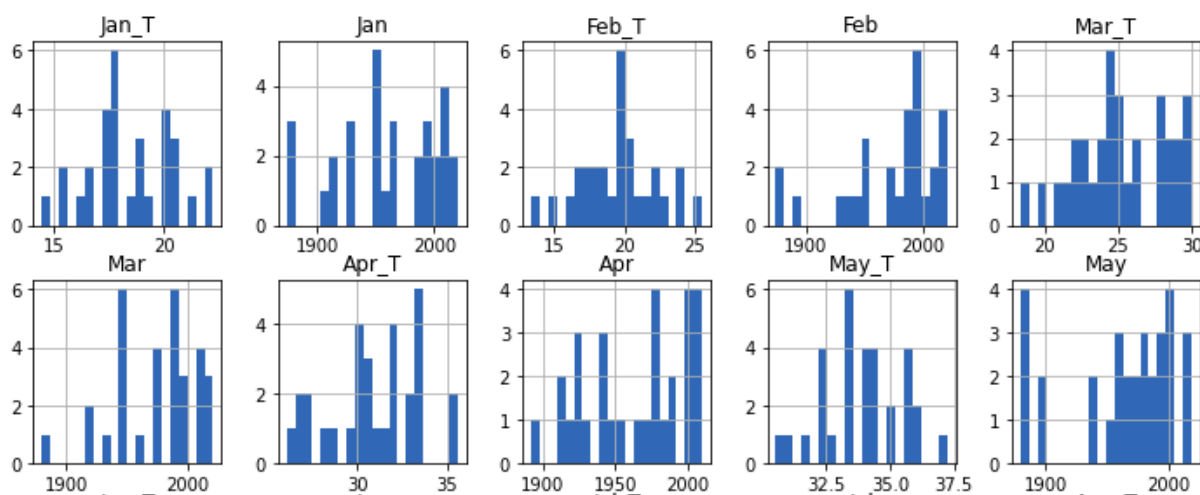 Jan_T Jan Feb_T Feb Mar_T
6 4 2 0 15 20
4 2 0 1900 2000
6 4 2 0 15 20 25
6 4 2 0 1900 2000
4 3 2 1 0 20 25 30
Mar Apr_T Apr May_T May
6 4 2 0 1900 2000
4 2 0 30 35
4 3 2 1 0 1900 1950 2000
6 4 2 0 32.5 35.0 37.5
4 3 2 1 0 1900 2000